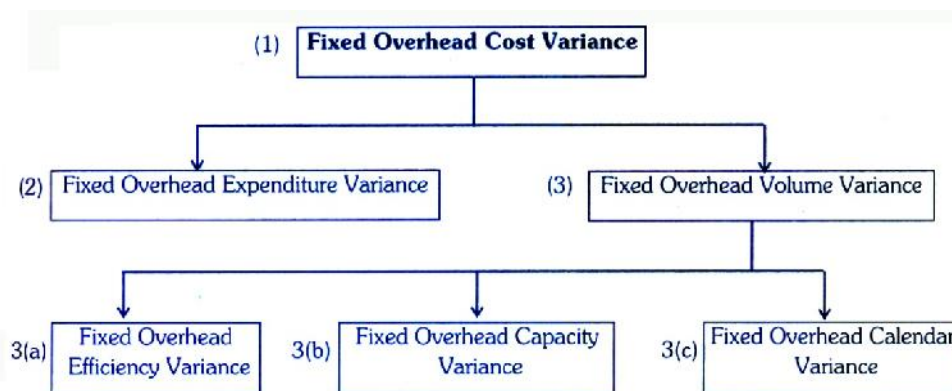 (1) Fixed Overhead Cost Variance
(2) Fixed Overhead Expenditure Variance
(3) Fixed Overhead Volume Variance
3(a) Fixed Overhead
Efficiency Variance
3(b) Fixed Overhead Capacity
Variance
3(c) Fixed Overhead Calendar
Variance